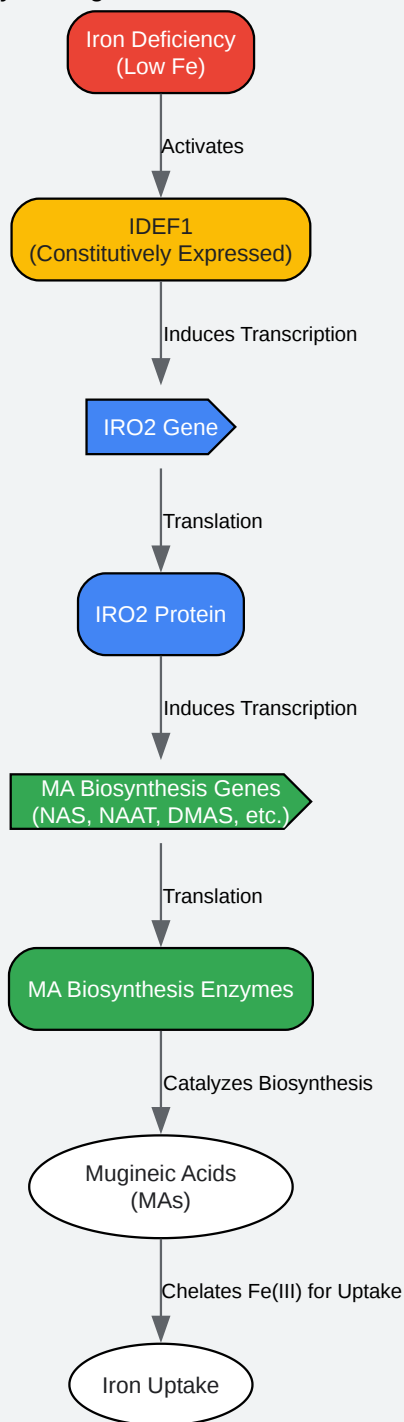 Iron Deficiency
(Low Fe)
Activates
IDEF1
(Constitutively Expressed)
Induces Transcription
IRO2 Gene
Translation
IRO2 Protein
Induces Transcription
MA Biosynthesis Genes
(NAS, NAAT, DMAS, etc.)
Translation
MA Biosynthesis Enzymes
Catalyzes Biosynthesis
Mugineic Acids
(MAs)
Chelates Fe(III) for Uptake
Iron Uptake